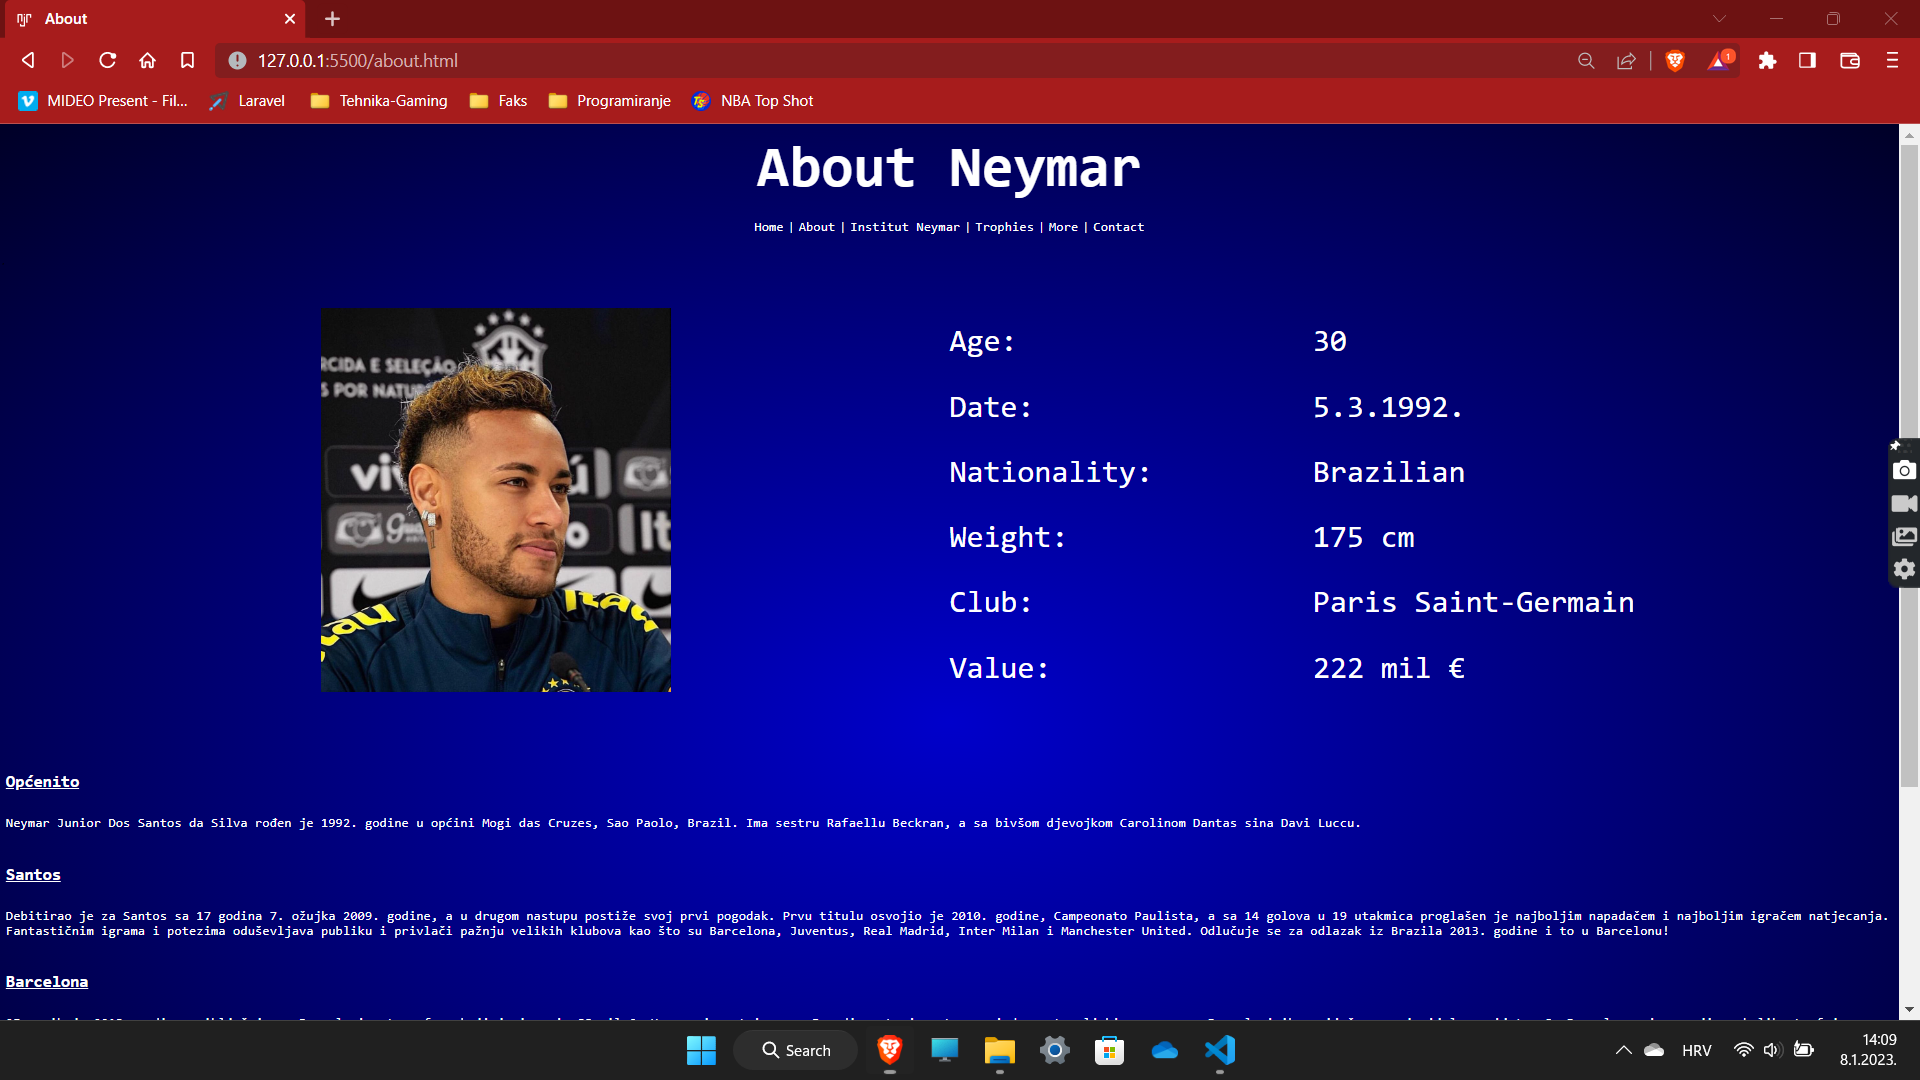 About
127.0.0.1:5500/about.html
1
MIDEO Present - Fil... Laravel Tehnika-Gaming Faks Programiranje NBA Top Shot
About Neymar
Home | About | Institut Neymar | Trophies | More | Contact
RCIDA E SELEÇÃO
S POR NATUR
Age: 30
Date: 5.3.1992.
Nationality: Brazilian
Weight: 175 cm
Club: Paris Saint-Germain
Value: 222 mil €
Općenito
Neymar Junior Dos Santos da Silva rođen je 1992. godine u općini Mogi das Cruzes, Sao Paolo, Brazil. Ima sestru Rafaellu Beckran, a sa bivšom djevojkom Carolinom Dantas sina Davi Luccu.
Santos
Debitirao je za Santos sa 17 godina 7. ožujka 2009. godine, a u drugom nastupu postiže svoj prvi pogodak. Prvu titulu osvojio je 2010. godine, Campeonato Paulista, a sa 14 golova u 19 utakmica proglašen je najboljim napadačem i najboljim igračem natjecanja.
Fantastičnim igrama i potezima oduševljava publiku i privlači pažnju velikih klubova kao što su Barcelona, Juventus, Real Madrid, Inter Milan i Manchester United. Odlučuje se za odlazak iz Brazila 2013. godine i to u Barcelonu!
Barcelona
Search
HRV
14:09
8.1.2023.